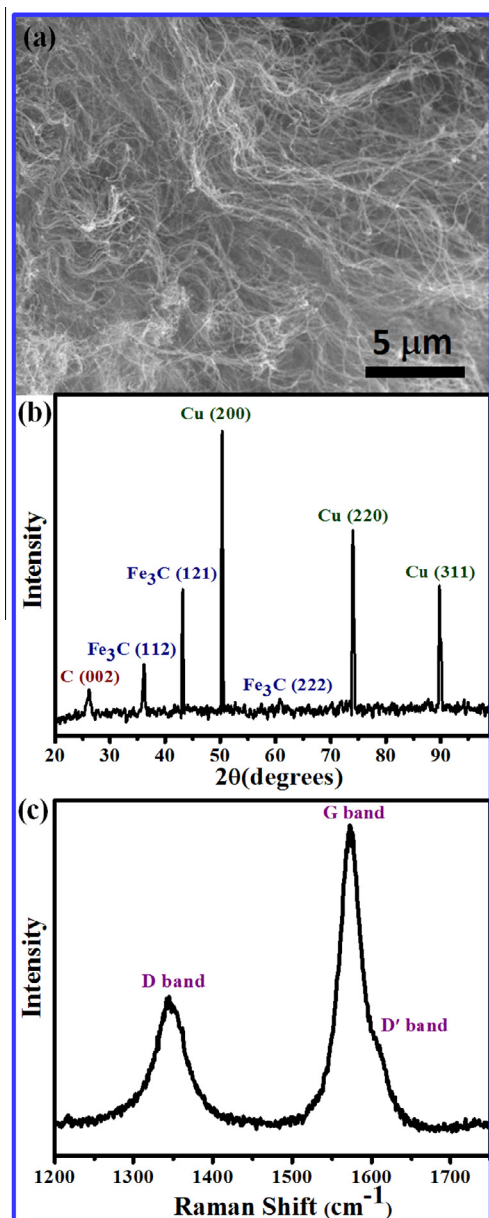 (a)
5 µm
(b)
Cu (200)
Cu (220)
Fe₃C (121)
Cu (311)
Fe₃C (112)
C (002)
Fe₃C (222)
Intensity
20 30 40 50 60 70 80 90
2θ(degrees)
(c)
G band
D band
D′ band
Intensity
1200 1300 1400 1500 1600 1700
Raman Shift (cm⁻¹)